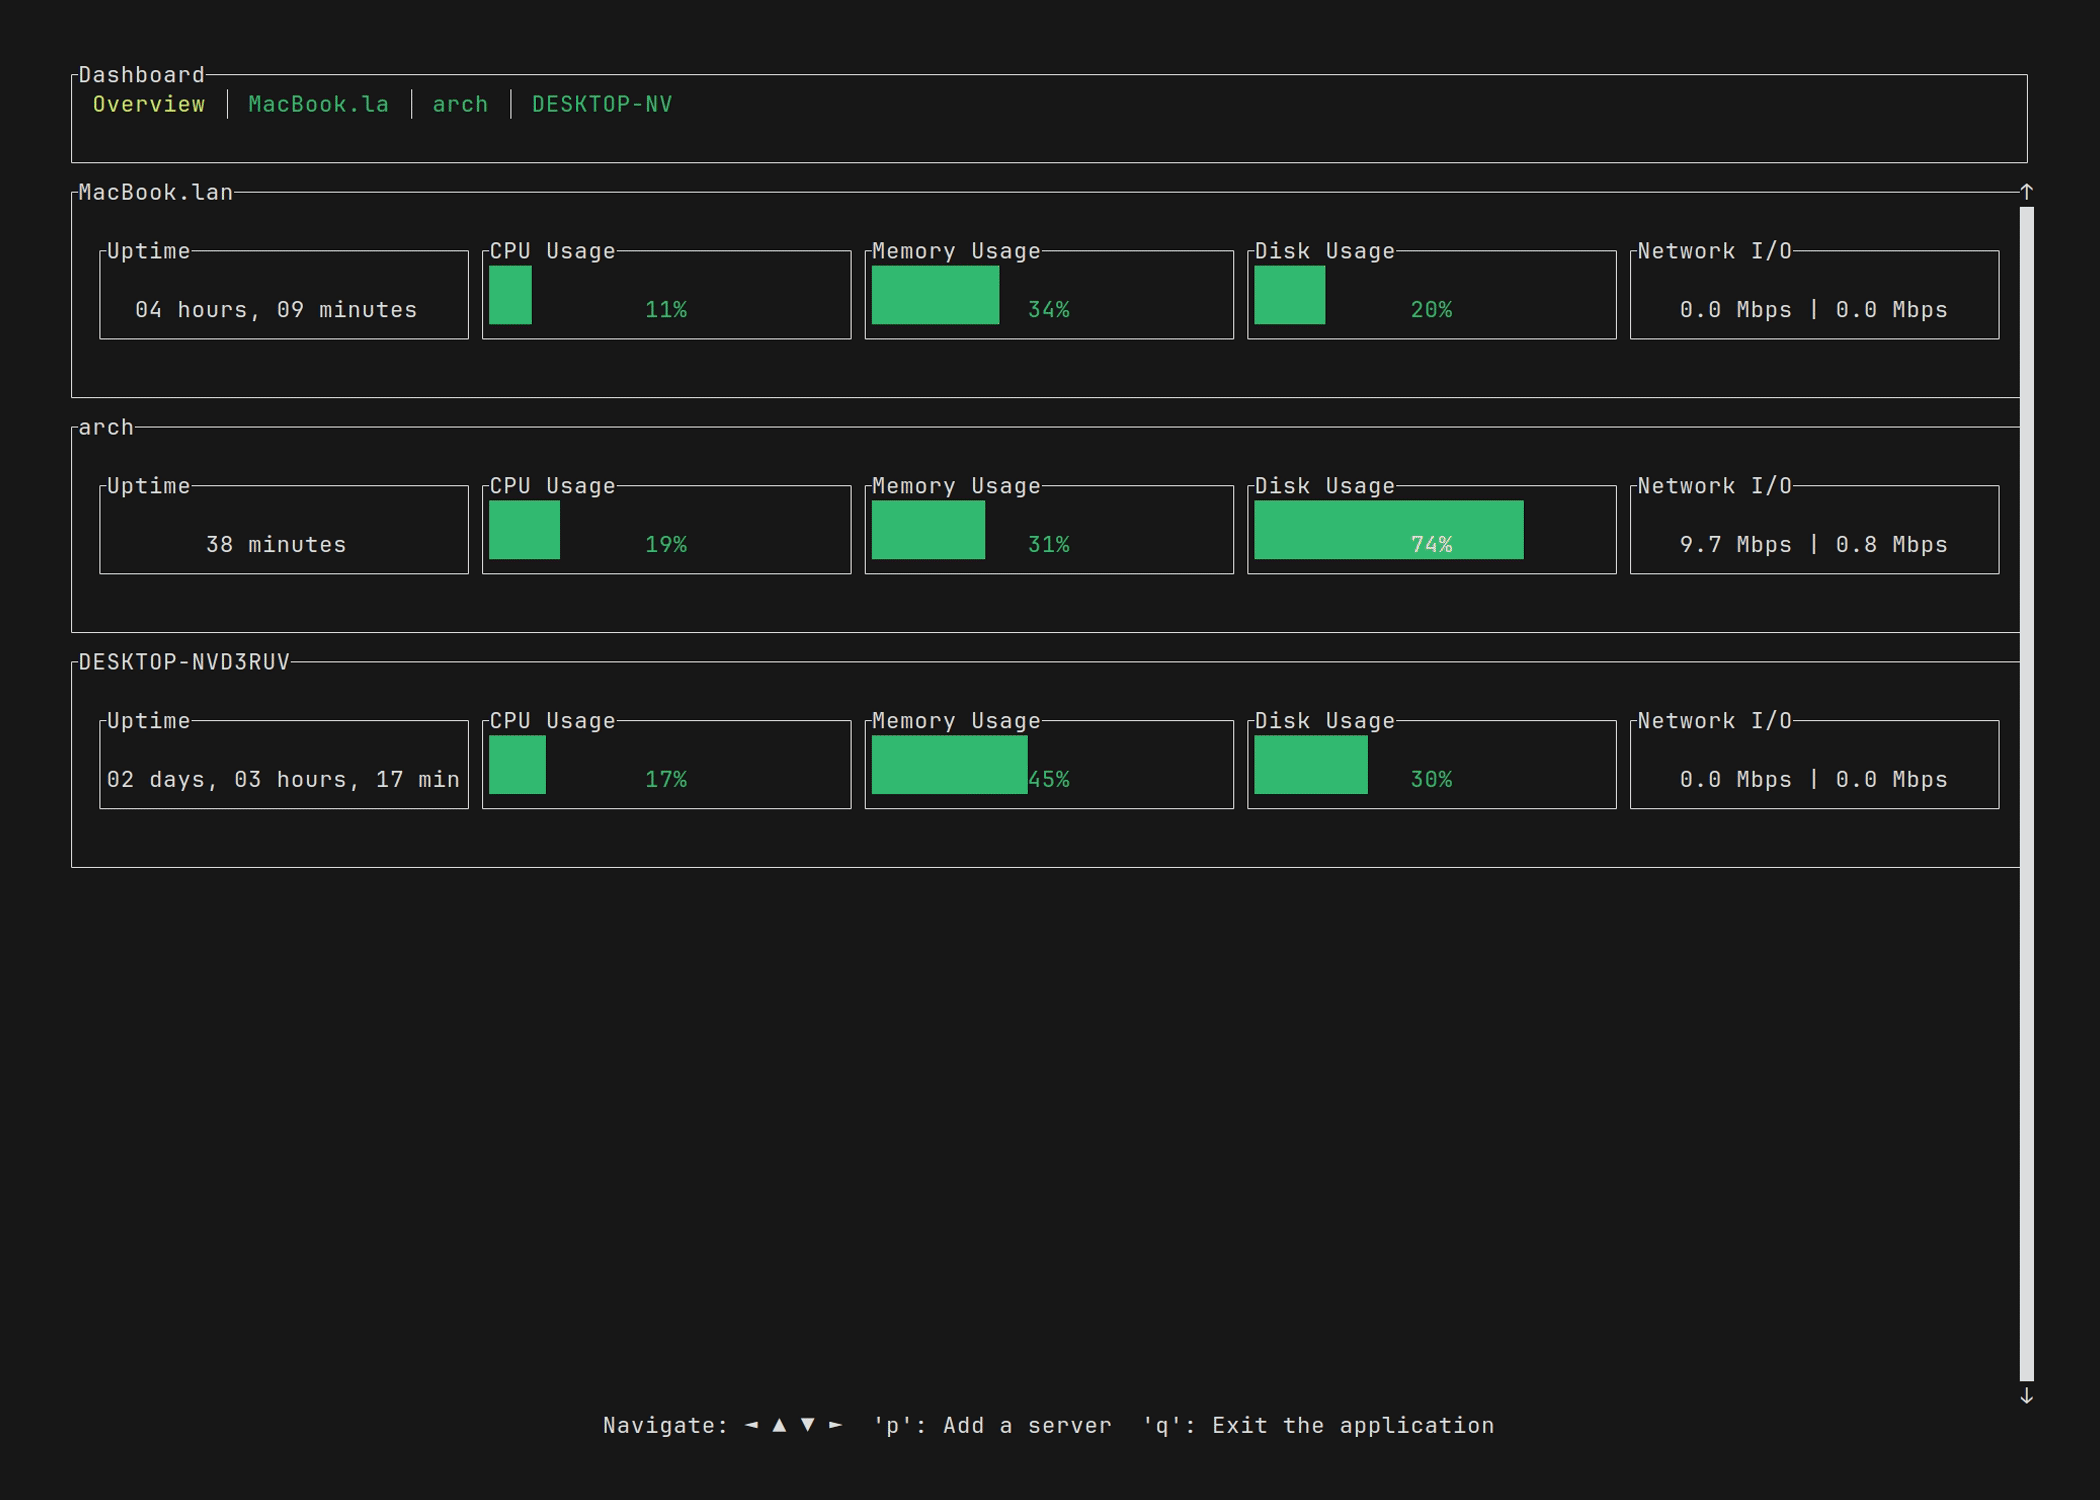 Dashboard
Overview │ MacBook.la │ arch │ DESKTOP-NV
MacBook.lan ↑
Uptime CPU Usage Memory Usage Disk Usage Network I/O
04 hours, 09 minutes 11% 34% 20% 0.0 Mbps | 0.0 Mbps
arch
Uptime CPU Usage Memory Usage Disk Usage Network I/O
38 minutes 19% 31% 74% 9.7 Mbps | 0.8 Mbps
DESKTOP-NVD3RUV
Uptime CPU Usage Memory Usage Disk Usage Network I/O
02 days, 03 hours, 17 min 17% 45% 30% 0.0 Mbps | 0.0 Mbps
↓
Navigate: ◄ ▲ ▼ ► 'p': Add a server 'q': Exit the application